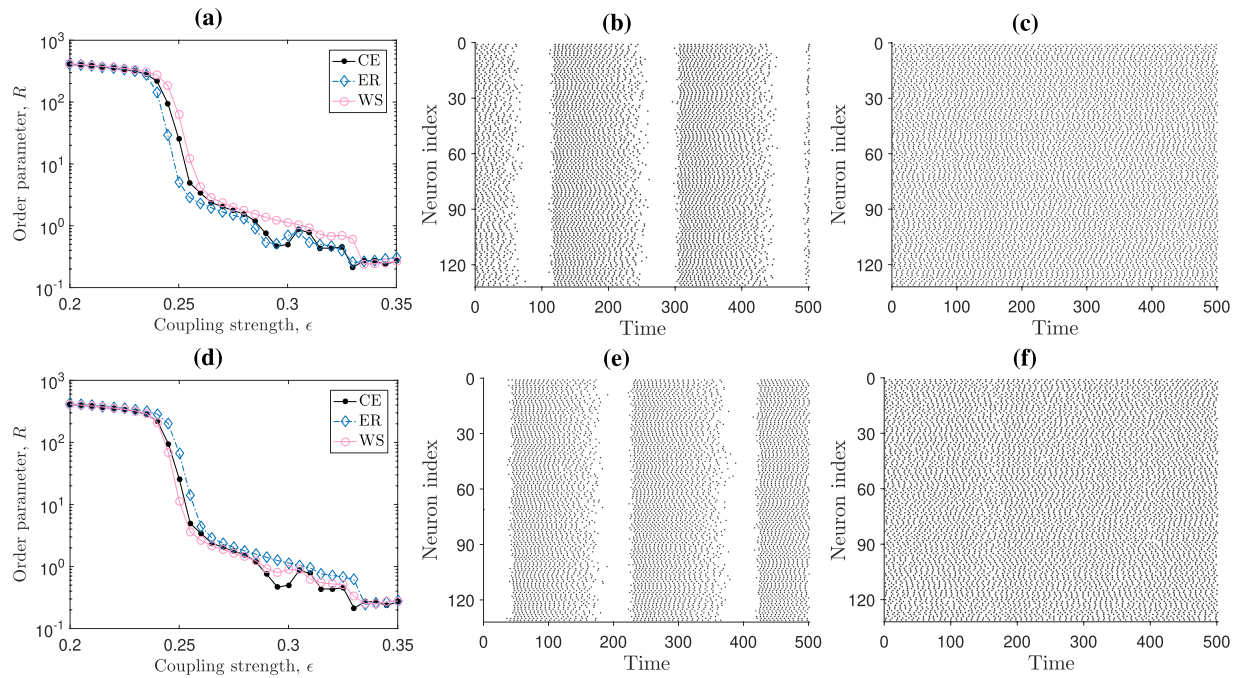 (a)
10^3
10^2
10^1
10^0
10^-1
0.2
0.25
0.3
0.35
Order parameter, R
Coupling strength, ϵ
CE
ER
WS
(b)
0
30
60
90
120
0
100
200
300
400
500
Neuron index
Time
(c)
0
30
60
90
120
0
100
200
300
400
500
Neuron index
Time
(d)
10^3
10^2
10^1
10^0
10^-1
0.2
0.25
0.3
0.35
Order parameter, R
Coupling strength, ϵ
CE
ER
WS
(e)
0
30
60
90
120
0
100
200
300
400
500
Neuron index
Time
(f)
0
30
60
90
120
0
100
200
300
400
500
Neuron index
Time